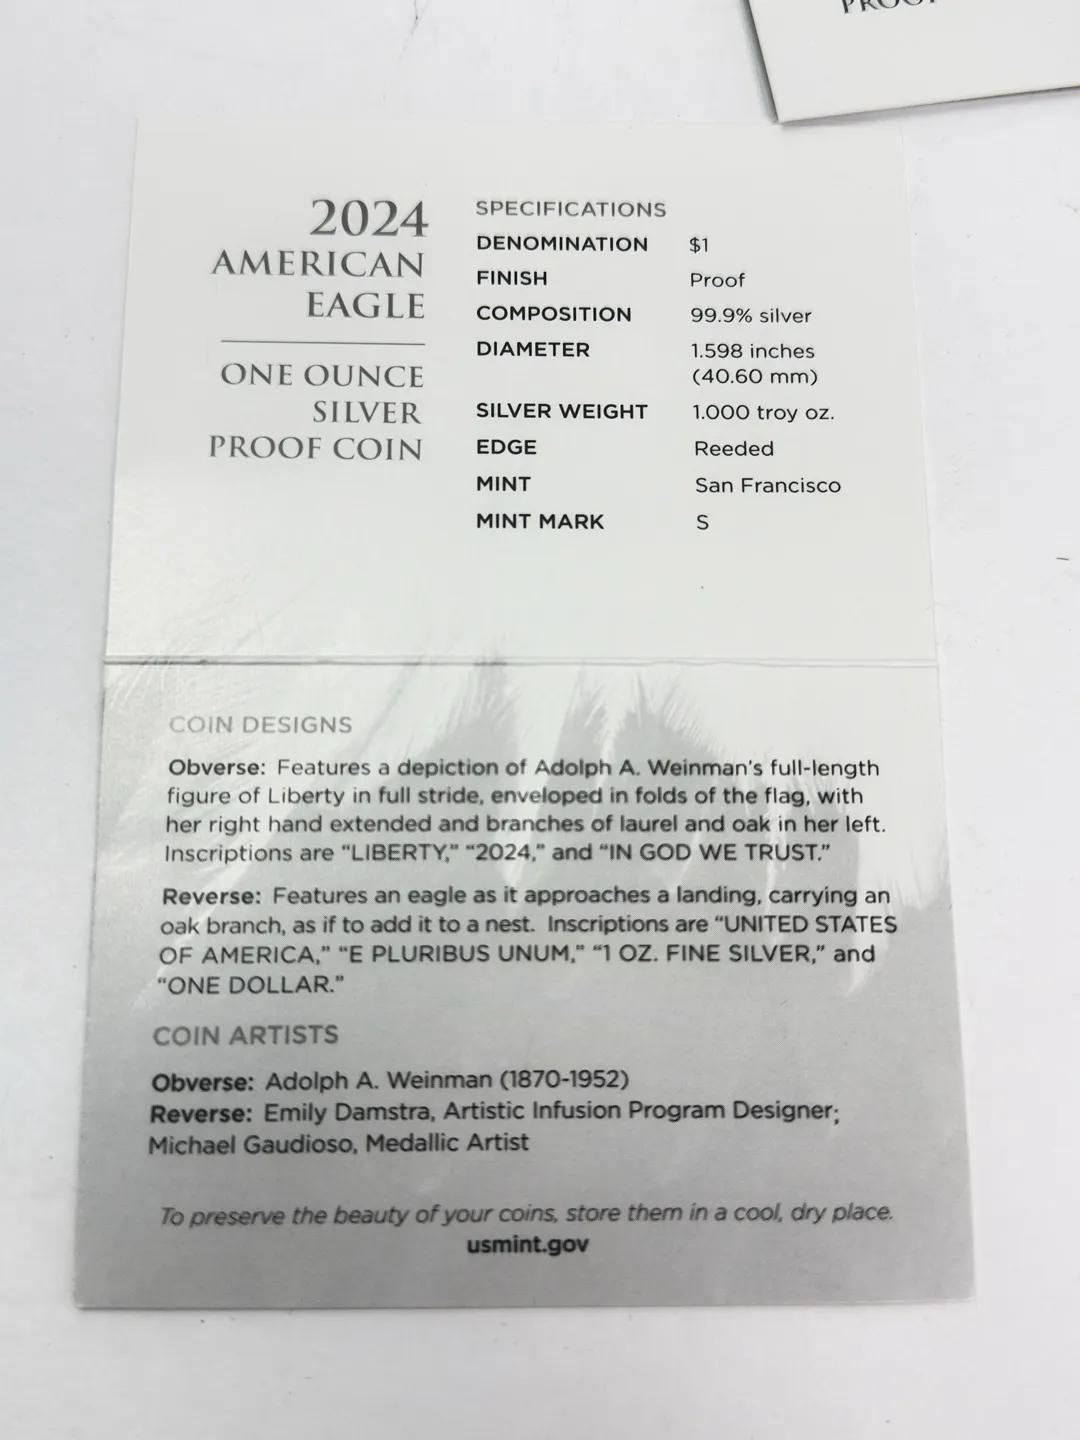 PROOF
2024
AMERICAN
EAGLE
ONE OUNCE
SILVER
PROOF COIN
SPECIFICATIONS
DENOMINATION $1
FINISH Proof
COMPOSITION 99.9% silver
DIAMETER 1.598 inches
(40.60 mm)
SILVER WEIGHT 1.000 troy oz.
EDGE Reeded
MINT San Francisco
MINT MARK S
COIN DESIGNS
Obverse: Features a depiction of Adolph A. Weinman's full-length
figure of Liberty in full stride, enveloped in folds of the flag, with
her right hand extended and branches of laurel and oak in her left.
Inscriptions are “LIBERTY,” “2024,” and “IN GOD WE TRUST.”
Reverse: Features an eagle as it approaches a landing, carrying an
oak branch, as if to add it to a nest. Inscriptions are “UNITED STATES
OF AMERICA,” “E PLURIBUS UNUM,” “1 OZ. FINE SILVER,” and
“ONE DOLLAR.”
COIN ARTISTS
Obverse: Adolph A. Weinman (1870-1952)
Reverse: Emily Damstra, Artistic Infusion Program Designer;
Michael Gaudioso, Medallic Artist
To preserve the beauty of your coins, store them in a cool, dry place.
usmint.gov